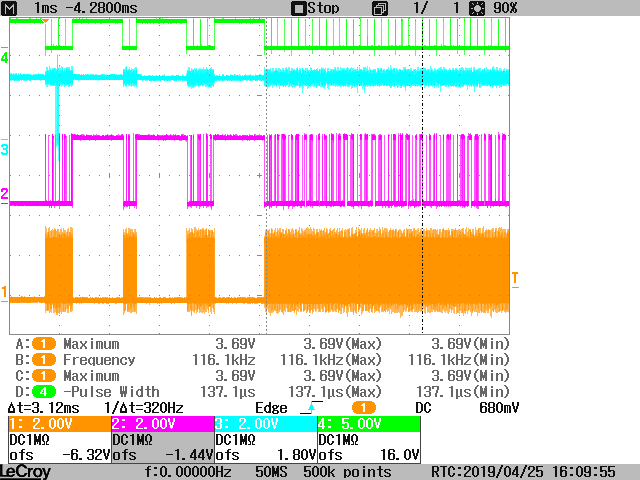 M 1ms -4.2800ms Stop 1/ 1 90%
4
3
2
1
T
A: 1 Maximum 3.69V 3.69V(Max) 3.69V(Min)
B: 1 Frequency 116.1kHz 116.1kHz(Max) 116.1kHz(Min)
C: 1 Maximum 3.69V 3.69V(Max) 3.69V(Min)
D: 4 -Pulse Width 137.1µs 137.1µs(Max) 137.1µs(Min)
Δt=3.12ms 1/Δt=320Hz Edge 1 DC 680mV
1: 2.00V 2: 2.00V 3: 2.00V 4: 5.00V
DC1MΩ DC1MΩ DC1MΩ DC1MΩ
ofs -6.32V ofs -1.44V ofs 1.80V ofs 16.0V
LeCroy f:0.00000Hz 50MS 500k points RTC:2019/04/25 16:09:55